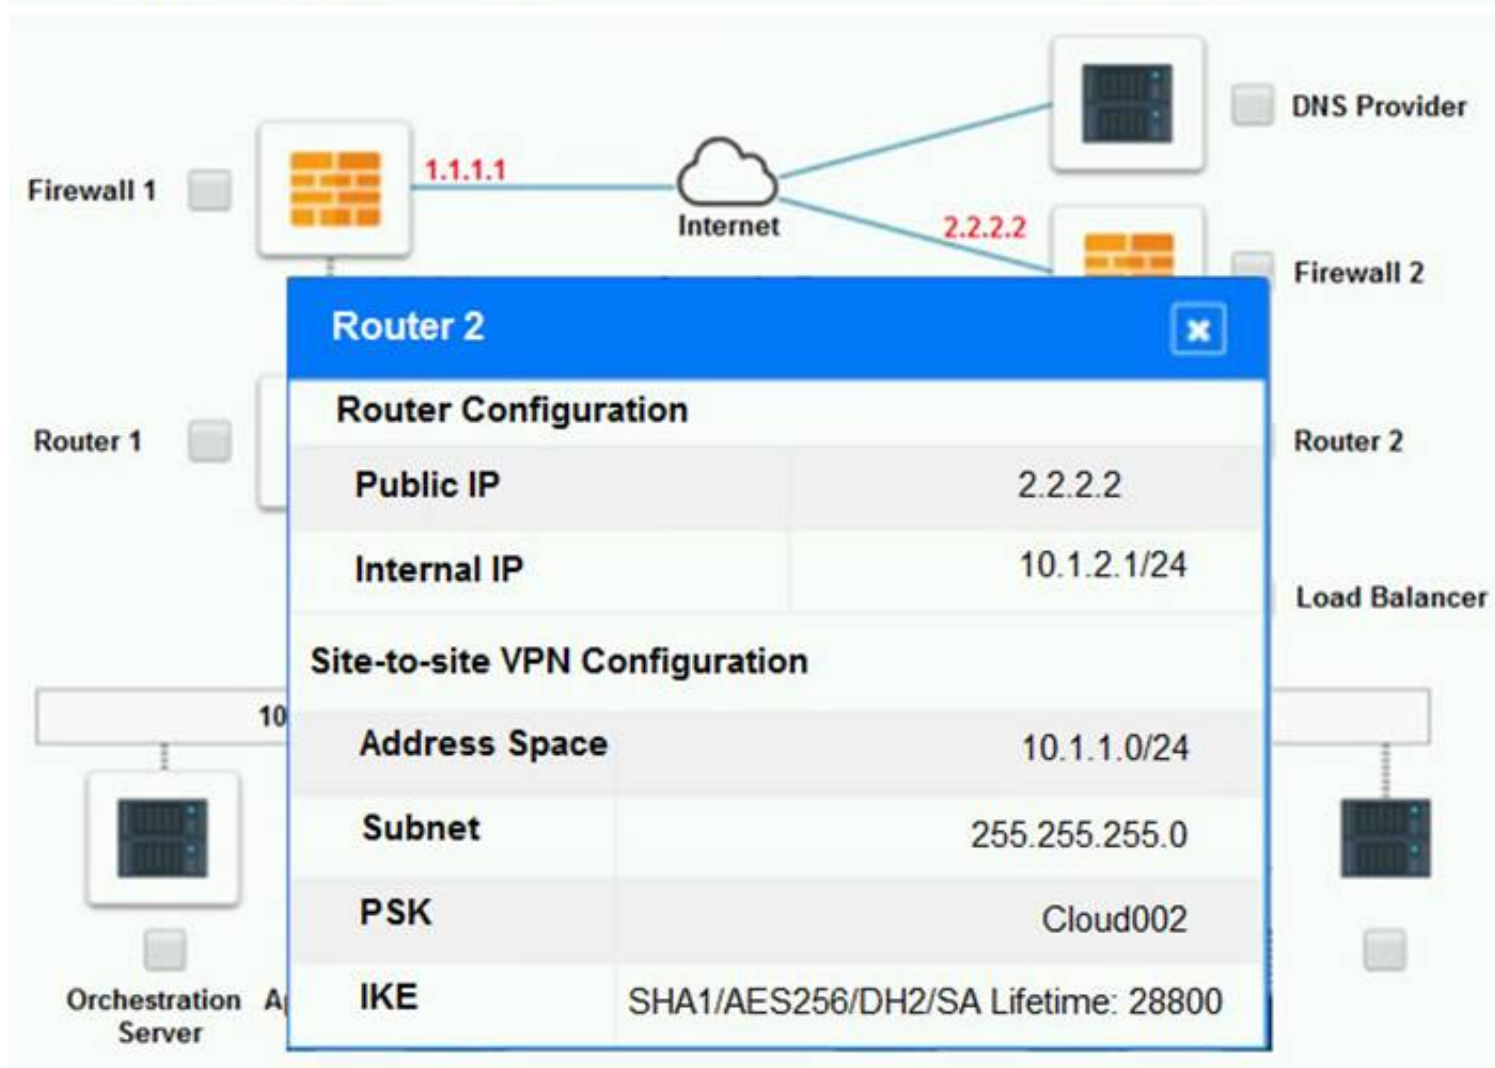 DNS Provider
Firewall 1
1.1.1.1
Internet
2.2.2.2
Firewall 2
Router 2
Router Configuration
Router 1
Router 2
Public IP 2.2.2.2
Internal IP 10.1.2.1/24
Load Balancer
Site-to-site VPN Configuration
10
Address Space 10.1.1.0/24
Subnet 255.255.255.0
PSK Cloud002
IKE SHA1/AES256/DH2/SA Lifetime: 28800
Orchestration
Server